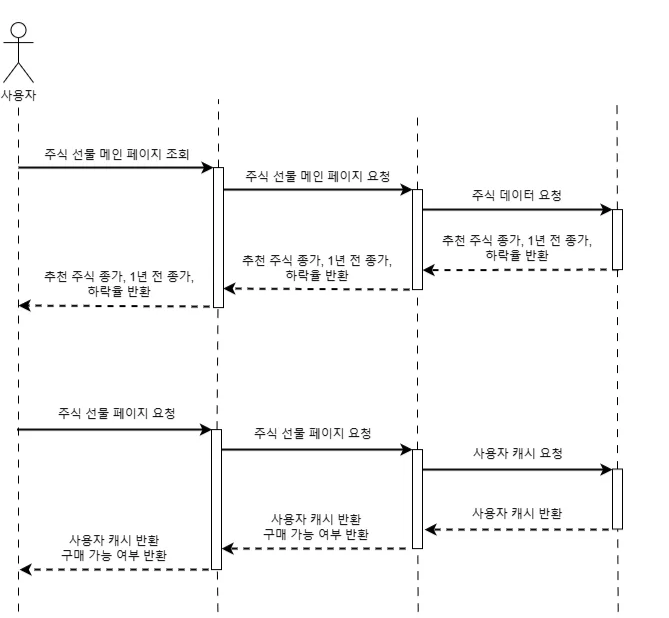 사용자
주식 선물 메인 페이지 조회
주식 선물 메인 페이지 요청
주식 데이터 요청
추천 주식 종가, 1년 전 종가,
하락율 반환
추천 주식 종가, 1년 전 종가,
하락율 반환
추천 주식 종가, 1년 전 종가,
하락율 반환
주식 선물 페이지 요청
주식 선물 페이지 요청
사용자 캐시 요청
사용자 캐시 반환
사용자 캐시 반환
구매 가능 여부 반환
사용자 캐시 반환
구매 가능 여부 반환